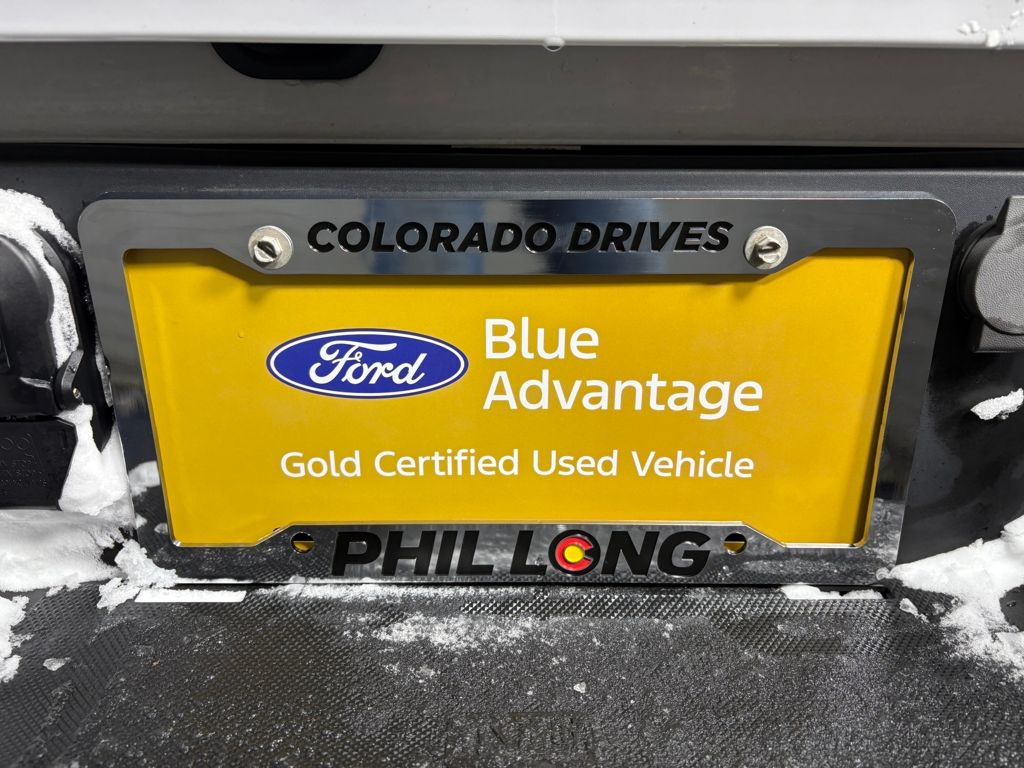 COLORADO DRIVES
Ford
Blue
Advantage
Gold Certified Used Vehicle
PHIL LONG